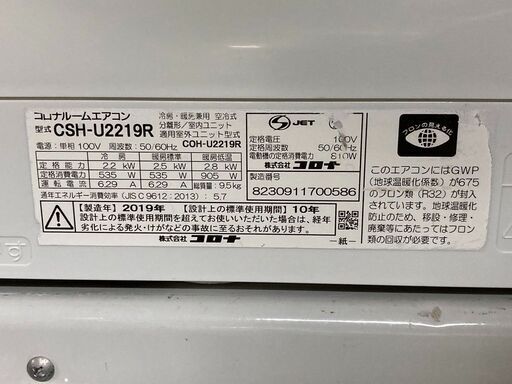 コロナルームエアコン
冷房・暖房兼用 空冷式
分離形/室内ユニット
型式 CSH-U2219R
適用室外ユニット型式
電源:単相 100V 周波数:50/60Hz COH-U2219R
冷房 暖房標準 暖房低温
定格能力 2.2 kW 2.5 kW 2.8 kW
定格消費電力 535 W 535 W 905 W
運転電流 6.29 A 6.29 A 総質量:9.5kg
通年エネルギー消費効率 (JIS C 9612:2013):5.7
【製造年】2019年 【設計上の標準使用期間】10年
設計上の標準使用期間を超えてお使いいただいた場合は、経年
劣化による発火・けがなどの事故に至るおそれがあります。
株式会社 コロナ
JET
定格電圧 100V
定格周波数 50/60Hz
電動機の定格消費電力 810W
株式会社 コロナ
製造番号
8230911700586
—紙—
フロンの見える化
このエアコンにはGWP
(地球温暖化係数)が675
のフロン類(R32)が封入
されています。地球温暖化
防止のため、移設・修理・
廃棄等にあたってはフロン
類の回収が必要です。